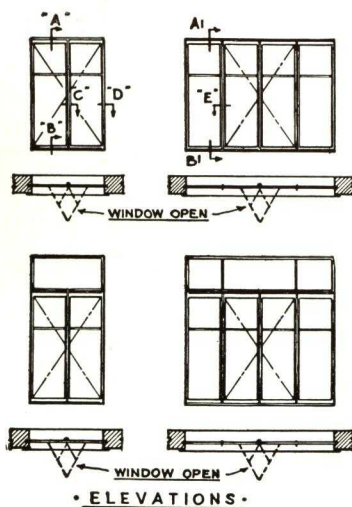 "A"
A1
"C"
"D"
"E"
"B"
B1
WINDOW OPEN
WINDOW OPEN
• ELEVATIONS •